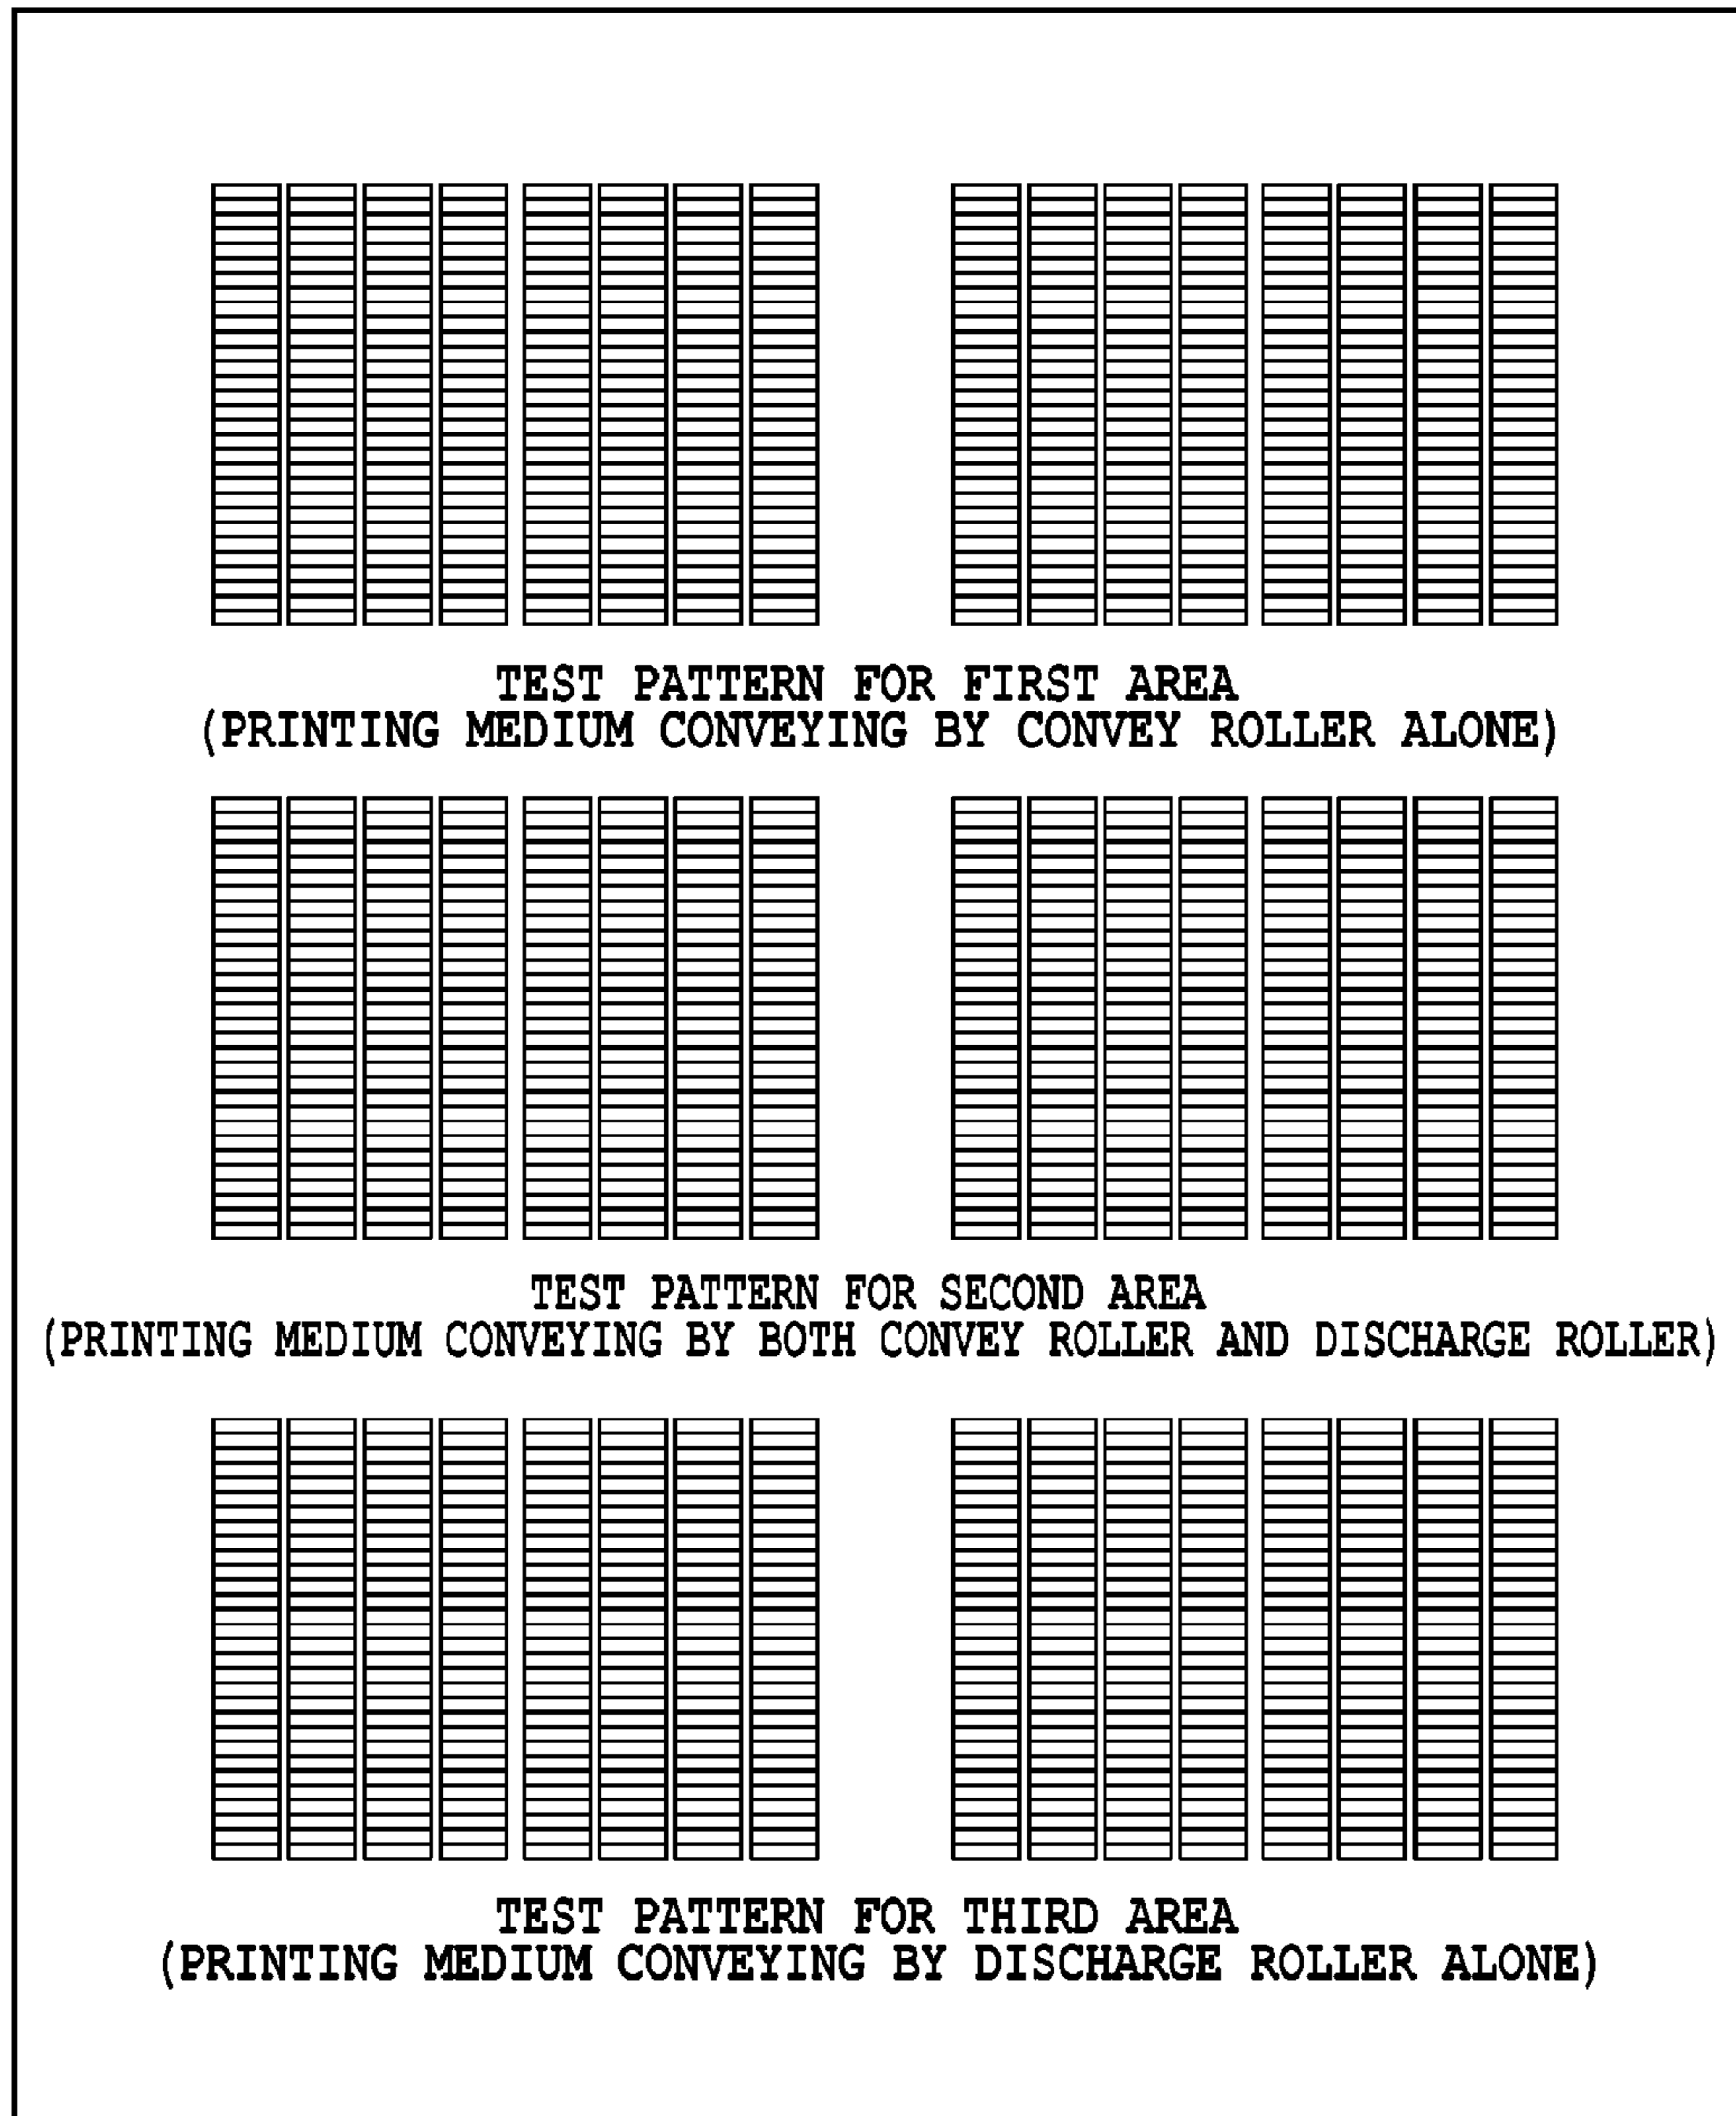 TEST PATTERN FOR FIRST AREA
(PRINTING MEDIUM CONVEYING BY CONVEY ROLLER ALONE)
TEST PATTERN FOR SECOND AREA
(PRINTING MEDIUM CONVEYING BY BOTH CONVEY ROLLER AND DISCHARGE ROLLER)
TEST PATTERN FOR THIRD AREA
(PRINTING MEDIUM CONVEYING BY DISCHARGE ROLLER ALONE)